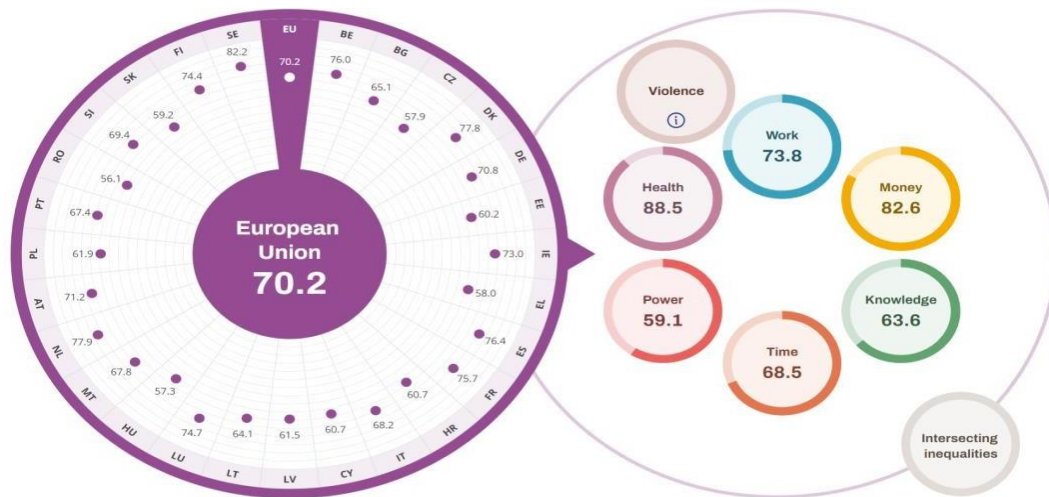 EU
70.2
BE
76.0
BG
65.1
CZ
57.9
DK
77.8
DE
70.8
EE
60.2
IE
73.0
EL
58.0
ES
76.4
FR
75.7
HR
60.7
IT
68.2
CY
60.7
LV
61.5
LT
64.1
LU
74.7
HU
57.3
MT
67.8
NL
77.9
AT
71.2
PL
61.9
PT
67.4
RO
56.1
SI
69.4
SK
59.2
FI
74.4
SE
82.2
European
Union
70.2
Violence
i
Work
73.8
Money
82.6
Knowledge
63.6
Time
68.5
Power
59.1
Health
88.5
Intersecting
inequalities